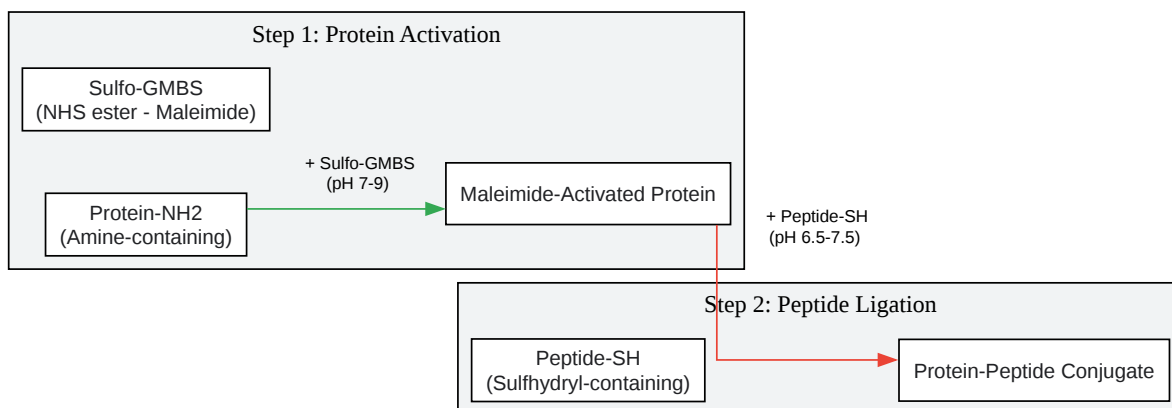 Step 1: Protein Activation
Sulfo-GMBS
(NHS ester - Maleimide)
+ Sulfo-GMBS
(pH 7-9)
Maleimide-Activated Protein
Protein-NH2
(Amine-containing)
+ Peptide-SH
(pH 6.5-7.5)
Step 2: Peptide Ligation
Peptide-SH
(Sulfhydryl-containing)
Protein-Peptide Conjugate